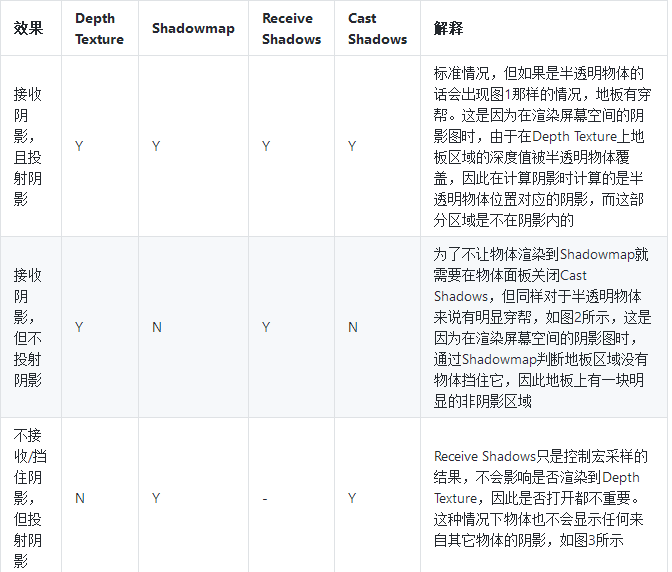 效果
Depth
Texture
Shadowmap
Receive
Shadows
Cast
Shadows
解释
接收
阴
影，
且投
射阴
影
Y
Y
Y
Y
标准情况，但如果是半透明物体的
话会出现图1那样的情况，地板有穿
帮。这是因为在渲染屏幕空间的阴
影图时，由于在Depth Texture上地
板区域的深度值被半透明物体覆
盖，因此在计算阴影时计算的是半
透明物体位置对应的阴影，而这部
分区域是不在阴影内的
接收
阴
影，
但不
投射
阴影
Y
N
Y
N
为了不让物体渲染到Shadowmap就
需要在物体面板关闭Cast
Shadows，但同样对于半透明物体
来说有明显穿帮，如图2所示，这是
因为在渲染屏幕空间的阴影图时，
通过Shadowmap判断地板区域没有
物体挡住它，因此地板上有一块明
显的非阴影区域
不接
收/挡
住阴
影，
但投
射阴
影
N
Y
-
Y
Receive Shadows只是控制宏采样的
结果，不会影响是否渲染到Depth
Texture，因此是否打开都不重要。
这种情况下物体也不会显示任何来
自其它物体的阴影，如图3所示